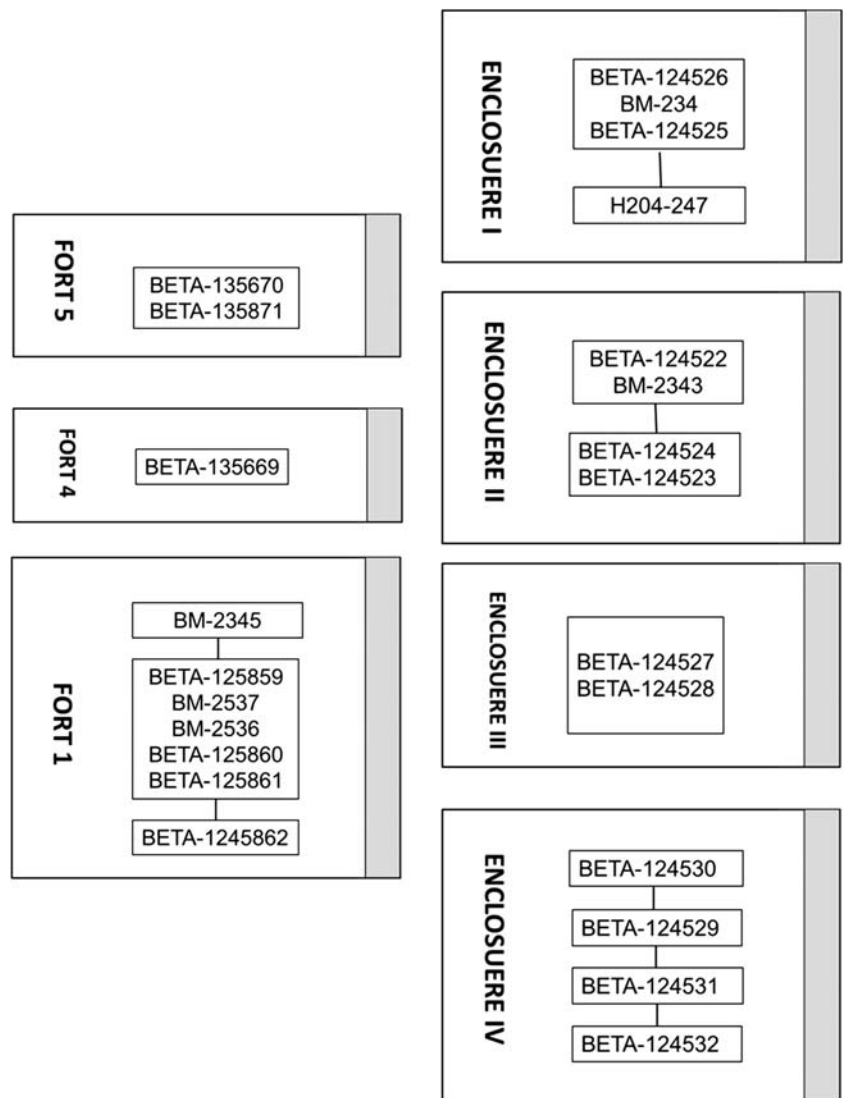 FORT 5
BETA-135670
BETA-135871
FORT 4
BETA-135669
FORT 1
BM-2345
BETA-125859
BM-2537
BM-2536
BETA-125860
BETA-125861
BETA-1245862
ENCLOSUERE I
BETA-124526
BM-234
BETA-124525
H204-247
ENCLOSUERE II
BETA-124522
BM-2343
BETA-124524
BETA-124523
ENCLOSUERE III
BETA-124527
BETA-124528
ENCLOSUERE IV
BETA-124530
BETA-124529
BETA-124531
BETA-124532